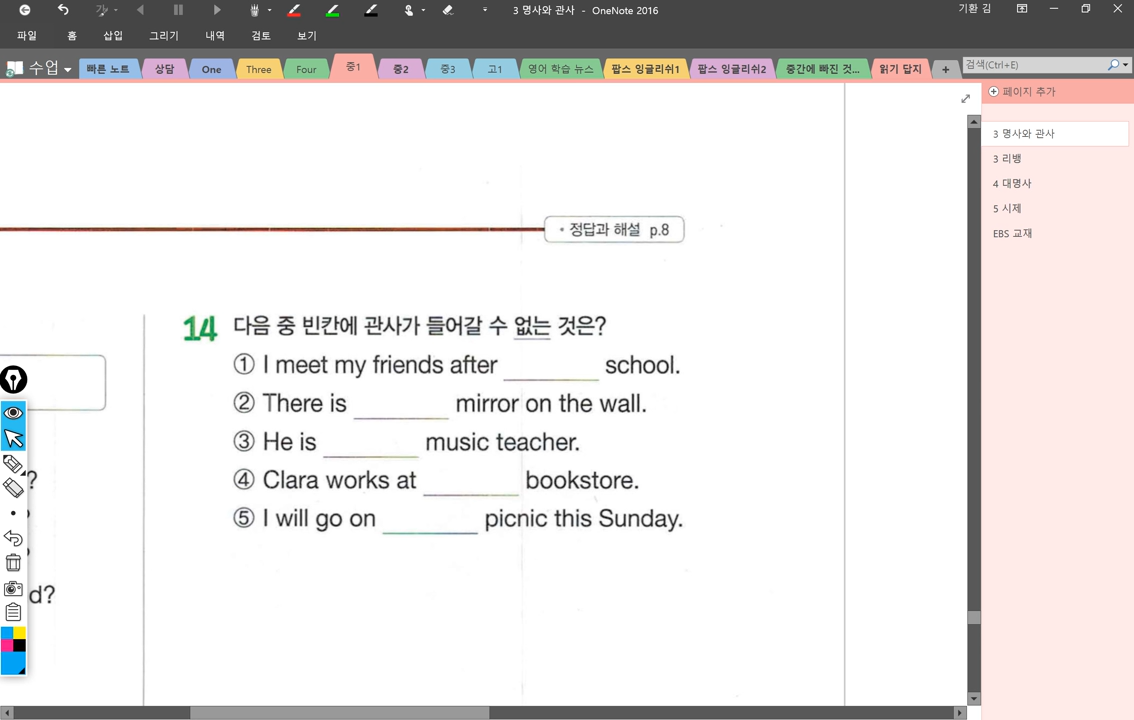 3 명사와 관사 - OneNote 2016
기환 김
파일 홈 삽입 그리기 내역 검토 보기
수업 빠른 노트 상담 One Three Four 중1 중2 중3 고1 영어 학습 뉴스 팝스 잉글리쉬1 팝스 잉글리쉬2 중간에 빠진 것... 읽기 답지 +
검색(Ctrl+E)
페이지 추가
3 명사와 관사
3 리뱅
4 대명사
5 시제
EBS 교재
• 정답과 해설 p.8
14 다음 중 빈칸에 관사가 들어갈 수 없는 것은?
① I meet my friends after ________ school.
② There is ________ mirror on the wall.
③ He is ________ music teacher.
④ Clara works at ________ bookstore.
⑤ I will go on ________ picnic this Sunday.
?
d?